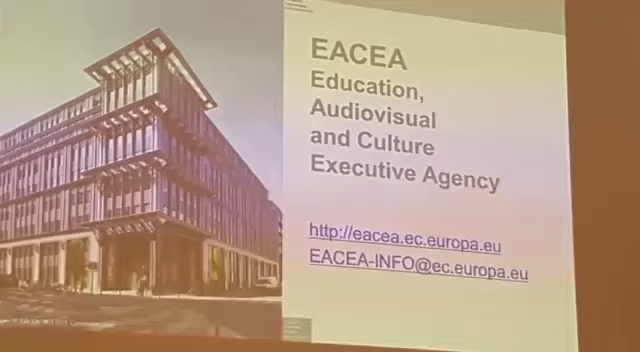 EACEA
Education,
Audiovisual
and Culture
Executive Agency
http://eacea.ec.europa.eu
EACEA-INFO@ec.europa.eu